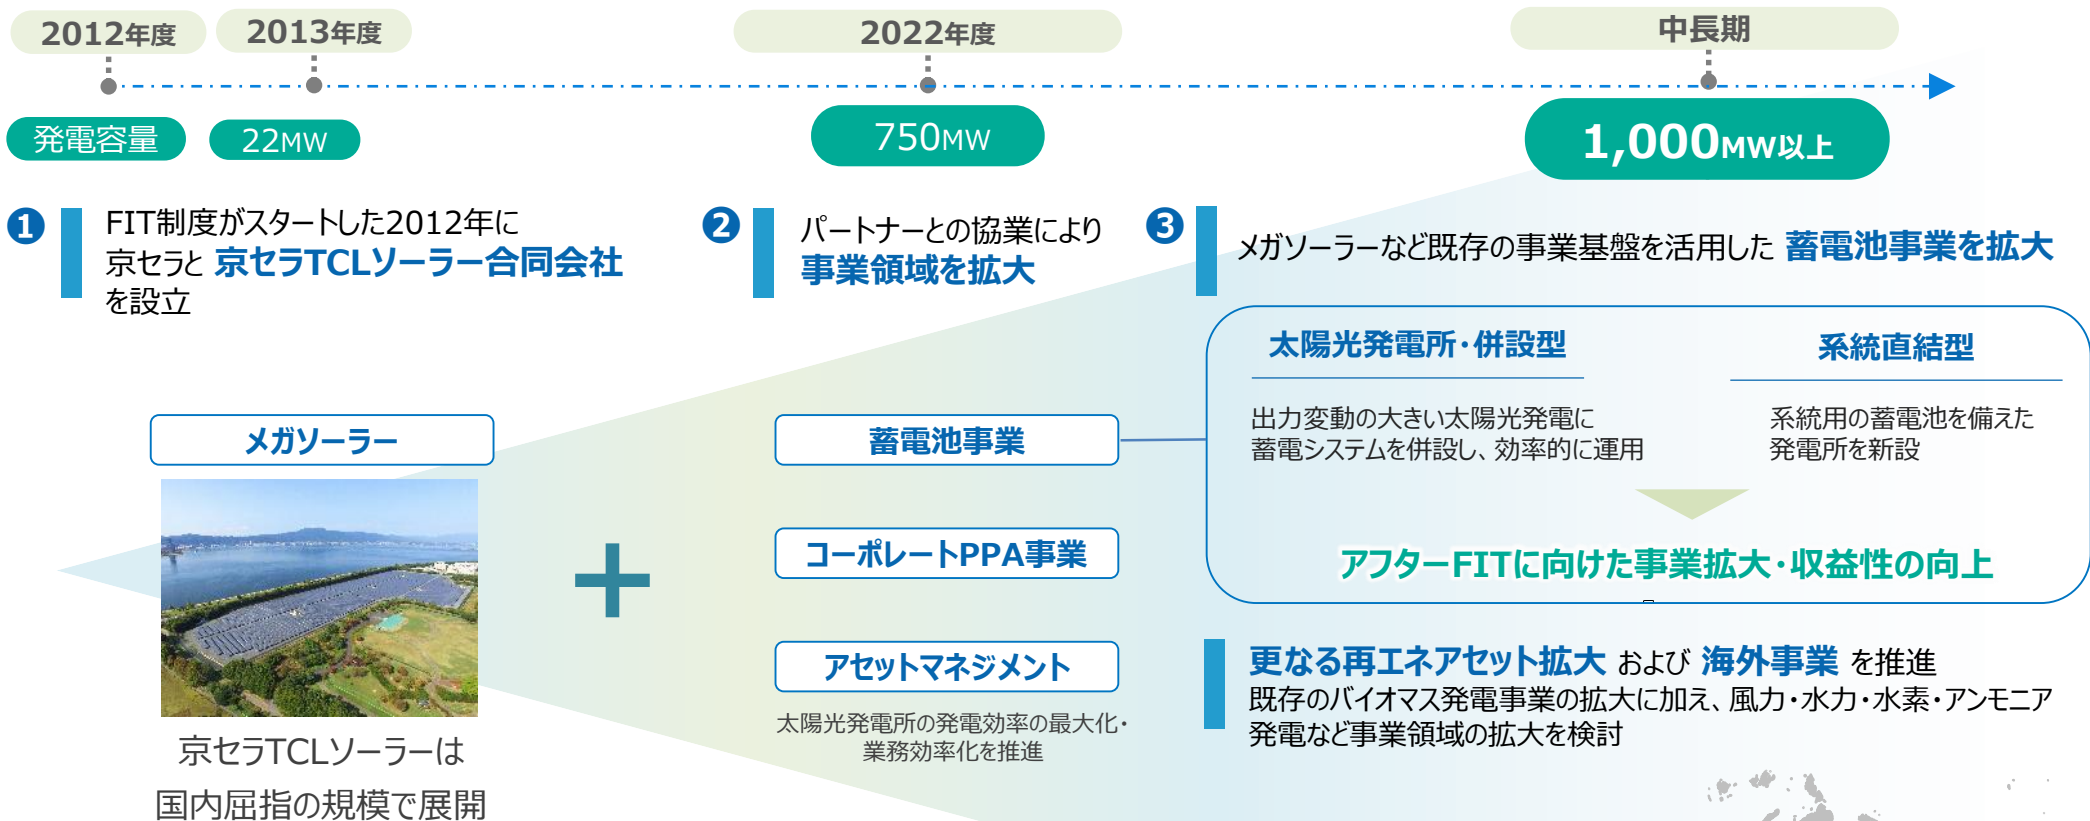 2012年度
2013年度
2022年度
中長期
発電容量
22MW
750MW
1,000MW以上
❶
FIT制度がスタートした2012年に
京セラと 京セラTCLソーラー合同会社
を設立
❷
パートナーとの協業により
事業領域を拡大
❸
メガソーラーなど既存の事業基盤を活用した 蓄電池事業を拡大
メガソーラー
京セラTCLソーラーは
国内屈指の規模で展開
+
蓄電池事業
コーポレートPPA事業
アセットマネジメント
太陽光発電所の発電効率の最大化・
業務効率化を推進
太陽光発電所・併設型
出力変動の大きい太陽光発電に
蓄電システムを併設し、効率的に運用
系統直結型
系統用の蓄電池を備えた
発電所を新設
アフターFITに向けた事業拡大・収益性の向上
更なる再エネアセット拡大 および 海外事業 を推進
既存のバイオマス発電事業の拡大に加え、風力・水力・水素・アンモニア
発電など事業領域の拡大を検討